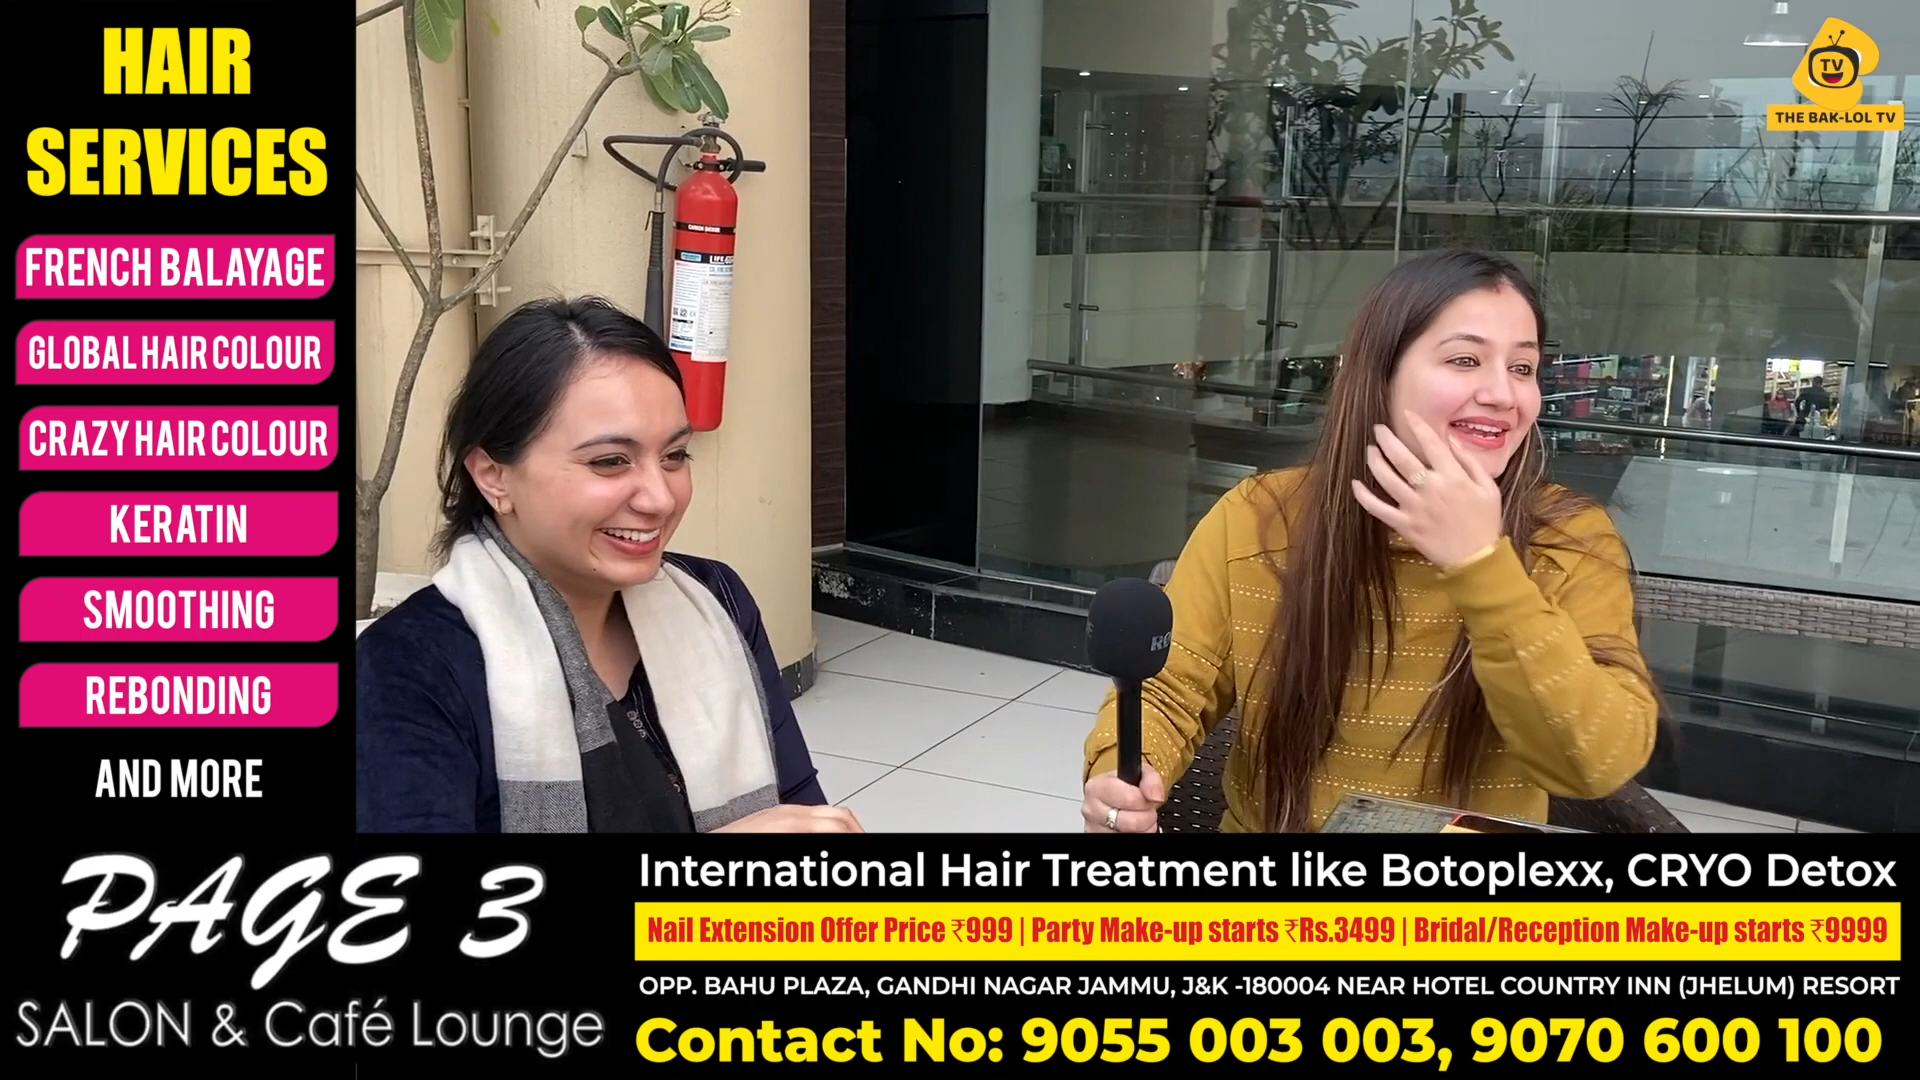 HAIR
SERVICES
FRENCH BALAYAGE
GLOBAL HAIR COLOUR
CRAZY HAIR COLOUR
KERATIN
SMOOTHING
REBONDING
AND MORE
TV
THE BAK-LOL TV
PAGE 3
SALON & Café Lounge
International Hair Treatment like Botoplexx, CRYO Detox
Nail Extension Offer Price ₹999 | Party Make-up starts ₹Rs.3499 | Bridal/Reception Make-up starts ₹9999
OPP. BAHU PLAZA, GANDHI NAGAR JAMMU, J&K -180004 NEAR HOTEL COUNTRY INN (JHELUM) RESORT
Contact No: 9055 003 003, 9070 600 100